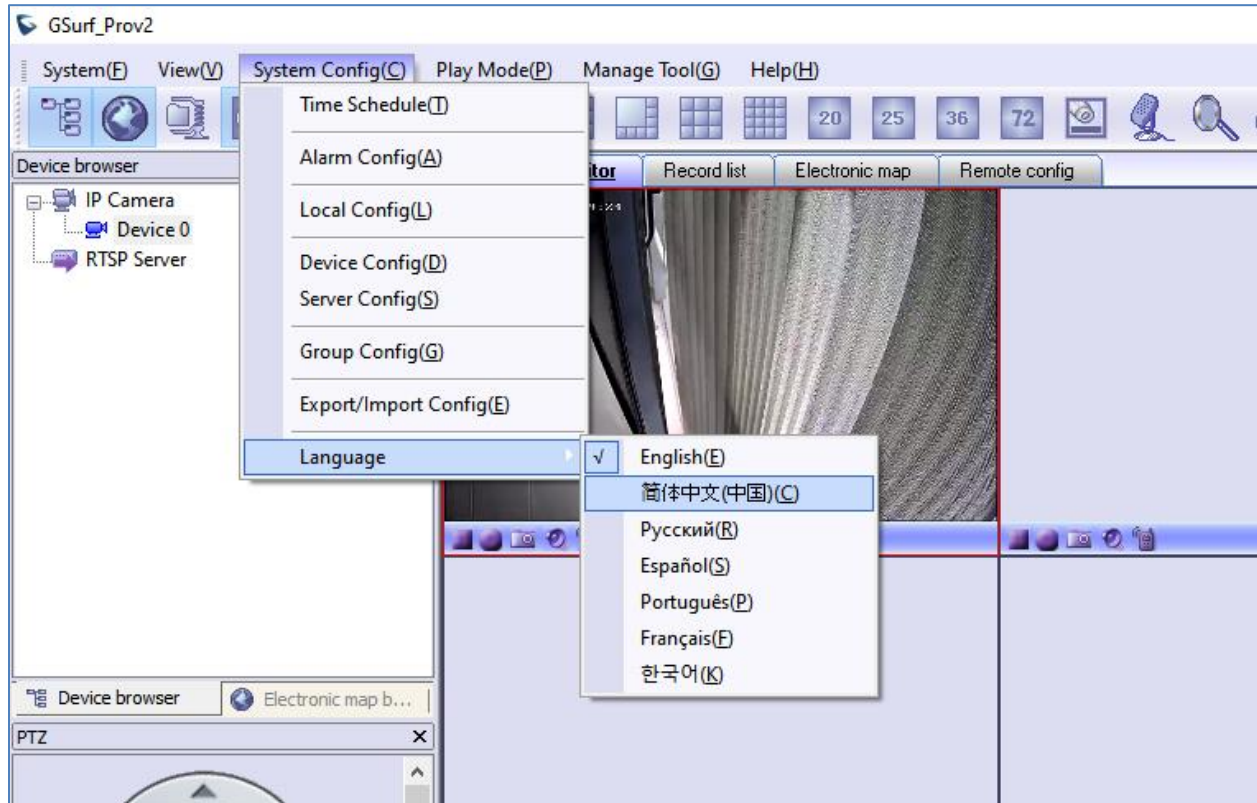 GSurf_Prov2
System(F) View(V) System Config(C) Play Mode(P) Manage Tool(G) Help(H)
Time Schedule(T)
20 25 36 72
Device browser
Record list Electronic map Remote config
Alarm Config(A)
IP Camera
Local Config(L)
Device 0
RTSP Server
Device Config(D)
Server Config(S)
Group Config(G)
Export/Import Config(E)
Language
√ English(E)
简体中文(中国)(C)
Русский(R)
Español(S)
Português(P)
Français(F)
한국어(K)
Device browser Electronic map b...
PTZ